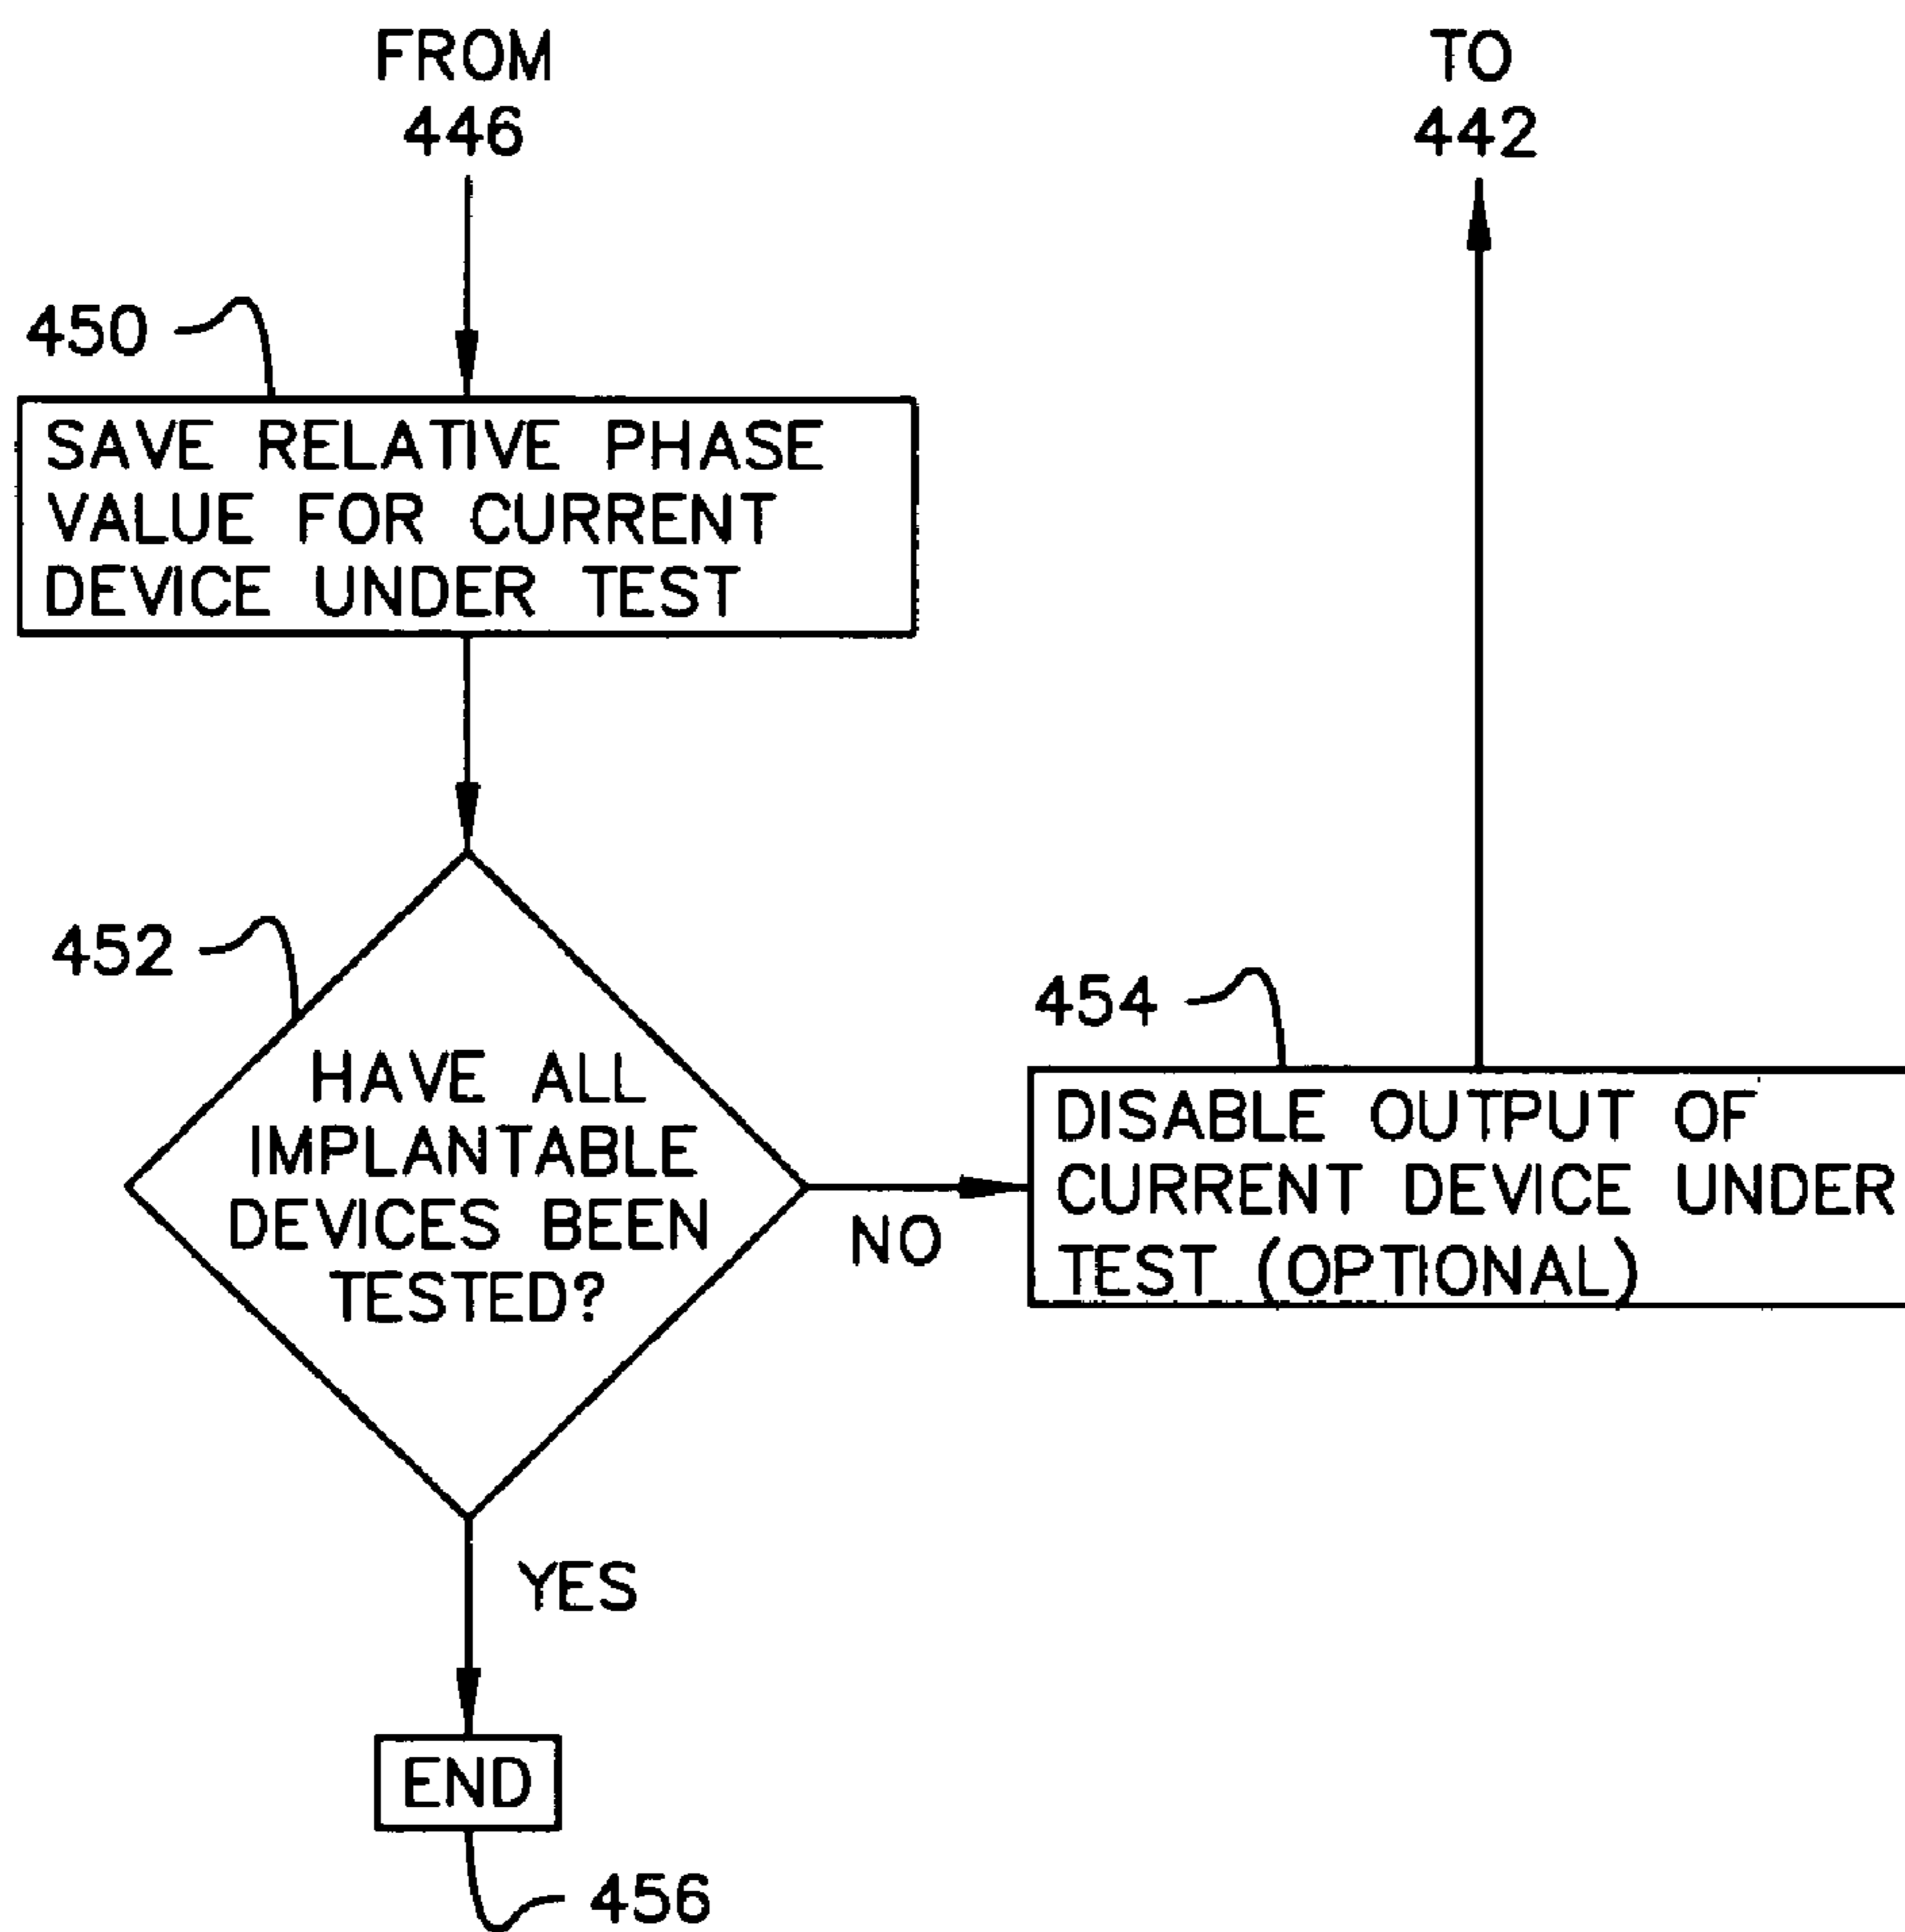 FROM
446
TO
442
450
SAVE RELATIVE PHASE
VALUE FOR CURRENT
DEVICE UNDER TEST
452
HAVE ALL
IMPLANTABLE
DEVICES BEEN
TESTED?
NO
454
DISABLE OUTPUT OF
CURRENT DEVICE UNDER
TEST (OPTIONAL)
YES
END
456